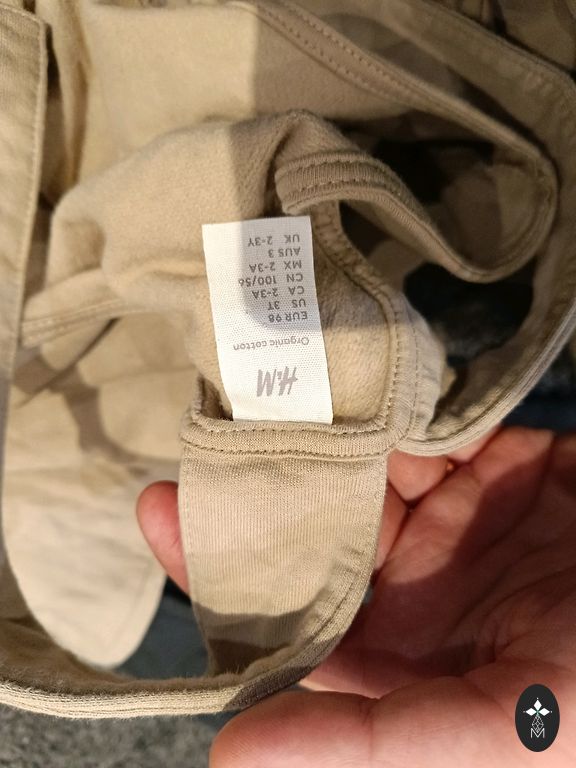 H&M
Organic cotton
EUR 98
US 3T
CA 2-3A
CN 100/56
MX 2-3A
AUS 3
UK 2-3Y
M